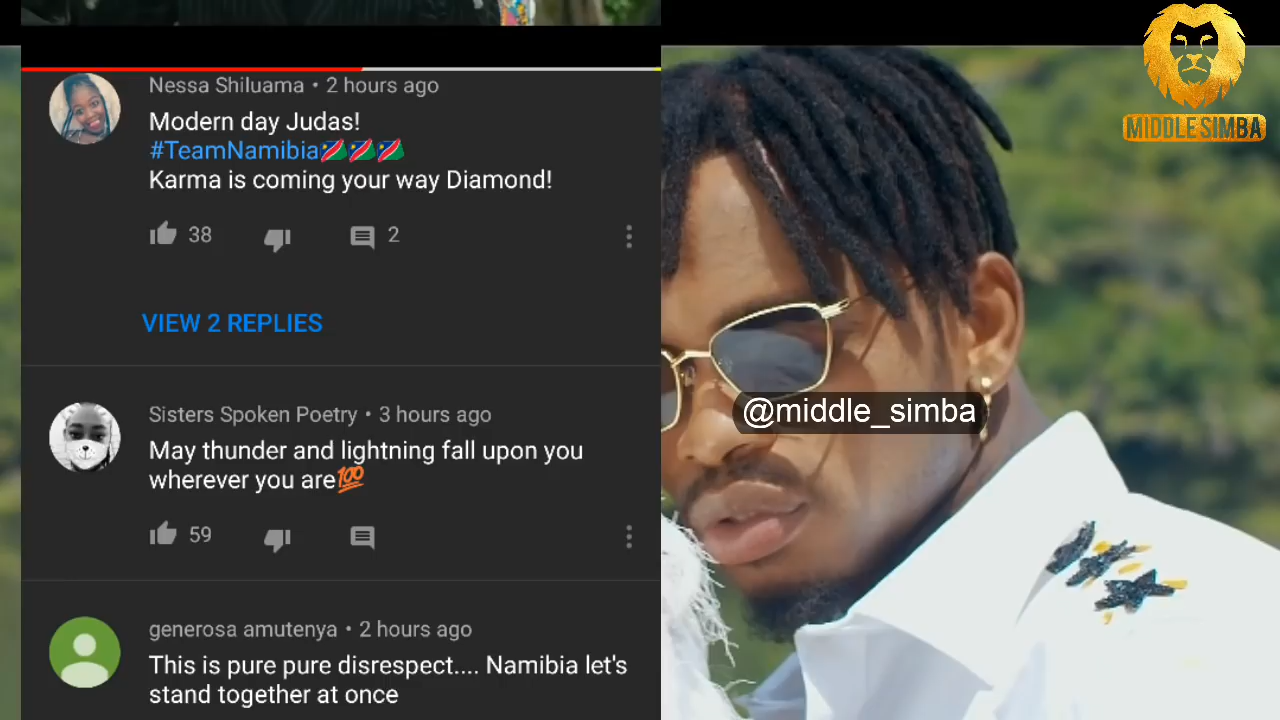 Nessa Shiluama • 2 hours ago
Modern day Judas!
#TeamNamibia🇳🇦🇳🇦🇳🇦
Karma is coming your way Diamond!
38
2
VIEW 2 REPLIES
Sisters Spoken Poetry • 3 hours ago
May thunder and lightning fall upon you
wherever you are💯
59
generosa amutenya • 2 hours ago
This is pure pure disrespect.... Namibia let's
stand together at once
MIDDLE SIMBA
@middle_simba